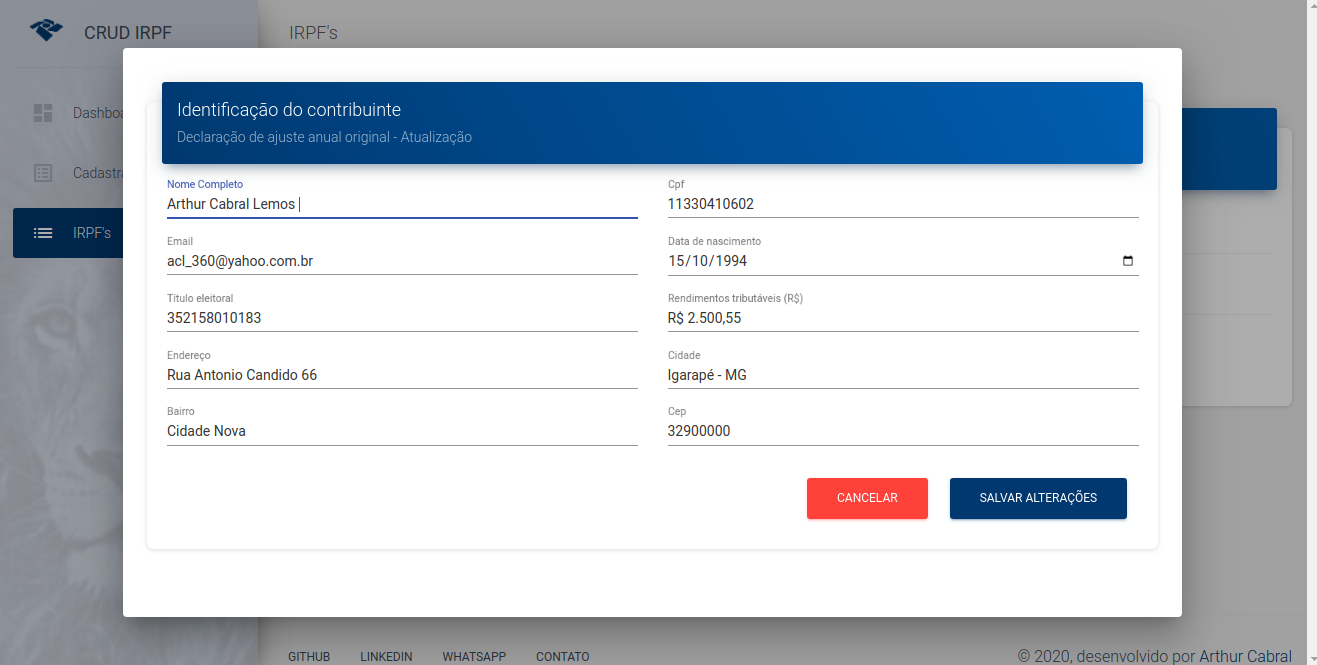 CRUD IRPF
IRPF's
Identificação do contribuinte
Declaração de ajuste anual original - Atualização
Nome Completo
Arthur Cabral Lemos
Cpf
11330410602
Email
acl_360@yahoo.com.br
Data de nascimento
15/10/1994
Título eleitoral
352158010183
Rendimentos tributáveis (R$)
R$ 2.500,55
Endereço
Rua Antonio Candido 66
Cidade
Igarapé - MG
Bairro
Cidade Nova
Cep
32900000
CANCELAR
SALVAR ALTERAÇÕES
Dashboa
Cadastra
IRPF's
GITHUB
LINKEDIN
WHATSAPP
CONTATO
© 2020, desenvolvido por Arthur Cabral